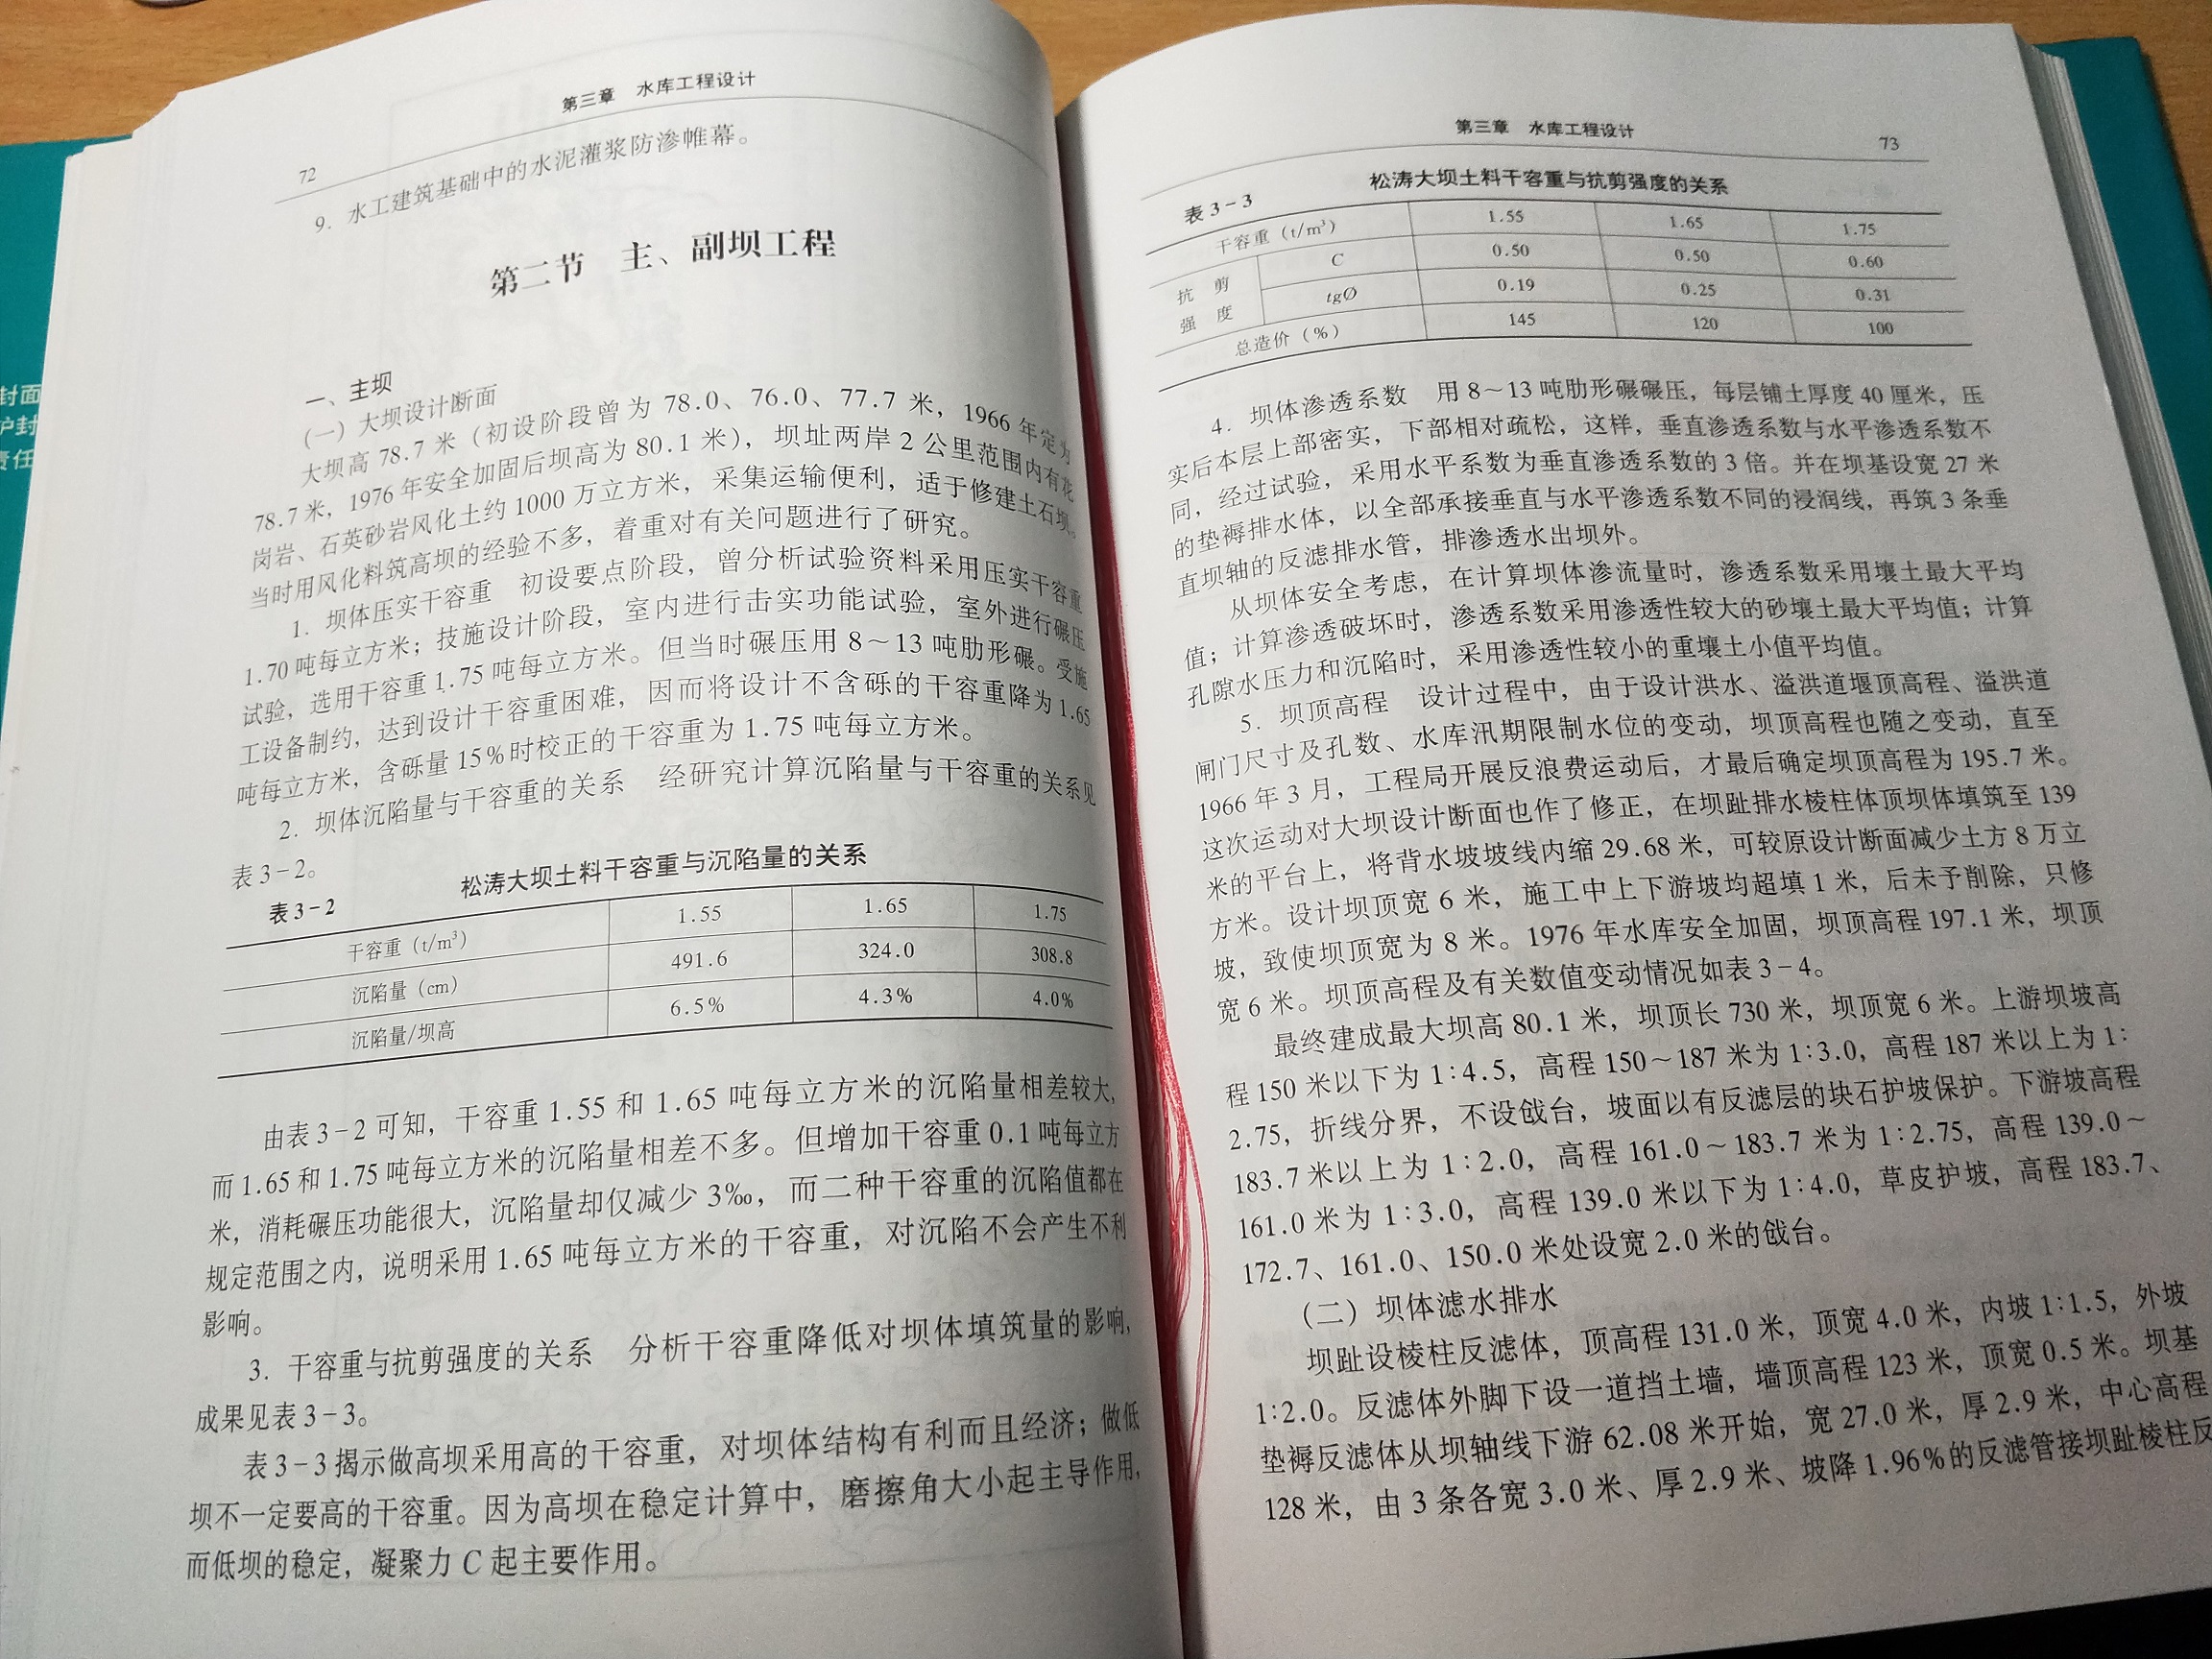 封面
护封
责任
第三章 水库工程设计
72
9. 水工建筑基础中的水泥灌浆防渗帷幕。
第二节 主、副坝工程
一、主坝
(一) 大坝设计断面
大坝高 78.7 米 (初设阶段曾为 78.0、76.0、77.7 米, 1966 年定为
78.7 米, 1976 年安全加固后坝高为 80.1 米), 坝址两岸 2 公里范围内有花
岗岩、石英砂岩风化土约 1000 万立方米, 采集运输便利, 适于修建土石坝。
当时用风化料筑高坝的经验不多, 着重对有关问题进行了研究。
1. 坝体压实干容重 初设要点阶段, 曾分析试验资料采用压实干容重
1.70 吨每立方米; 技施设计阶段, 室内进行击实功能试验, 室外进行碾压
试验, 选用干容重 1.75 吨每立方米。但当时碾压用 8~13 吨肋形碾。受施
工设备制约, 达到设计干容重困难, 因而将设计不含砾的干容重降为 1.65
吨每立方米, 含砾量 15%时校正的干容重为 1.75 吨每立方米。
2. 坝体沉陷量与干容重的关系 经研究计算沉陷量与干容重的关系见
表 3-2。
松涛大坝土料干容重与沉陷量的关系
表 3-2
干容重 (t/m³) 1.55 1.65 1.75
沉陷量 (cm) 491.6 324.0 308.8
沉陷量/坝高 6.5% 4.3% 4.0%
由表 3-2 可知, 干容重 1.55 和 1.65 吨每立方米的沉陷量相差较大,
而 1.65 和 1.75 吨每立方米的沉陷量相差不多。但增加干容重 0.1 吨每立方
米, 消耗碾压功能很大, 沉陷量却仅减少 3‰, 而二种干容重的沉陷值都在
规定范围之内, 说明采用 1.65 吨每立方米的干容重, 对沉陷不会产生不利
影响。
3. 干容重与抗剪强度的关系 分析干容重降低对坝体填筑量的影响,
成果见表 3-3。
表 3-3 揭示做高坝采用高的干容重, 对坝体结构有利而且经济; 做低
坝不一定要高的干容重。因为高坝在稳定计算中, 磨擦角大小起主导作用,
而低坝的稳定, 凝聚力 C 起主要作用。
第三章 水库工程设计
73
松涛大坝土料干容重与抗剪强度的关系
表 3-3
干容重 (t/m³) 1.55 1.65 1.75
抗剪强度 C 0.50 0.50 0.60
tgØ 0.19 0.25 0.31
总造价 (%) 145 120 100
4. 坝体渗透系数 用 8~13 吨肋形碾碾压, 每层铺土厚度 40 厘米, 压
实后本层上部密实, 下部相对疏松, 这样, 垂直渗透系数与水平渗透系数不
同, 经过试验, 采用水平系数为垂直渗透系数的 3 倍。并在坝基设宽 27 米
的垫褥排水体, 以全部承接垂直与水平渗透系数不同的浸润线, 再筑 3 条垂
直坝轴的反滤排水管, 排渗透水出坝外。
从坝体安全考虑, 在计算坝体渗流量时, 渗透系数采用壤土最大平均
值; 计算渗透破坏时, 渗透系数采用渗透性较大的砂壤土最大平均值; 计算
孔隙水压力和沉陷时, 采用渗透性较小的重壤土小值平均值。
5. 坝顶高程 设计过程中, 由于设计洪水、溢洪道堰顶高程、溢洪道
闸门尺寸及孔数、水库汛期限制水位的变动, 坝顶高程也随之变动, 直至
1966 年 3 月, 工程局开展反浪费运动后, 才最后确定坝顶高程为 195.7 米。
这次运动对大坝设计断面也作了修正, 在坝趾排水棱柱体顶坝体填筑至 139
米的平台上, 将背水坡坡线内缩 29.68 米, 可较原设计断面减少土方 8 万立
方米。设计坝顶宽 6 米, 施工中上下游坡均超填 1 米, 后未予削除, 只修
坡, 致使坝顶宽为 8 米。1976 年水库安全加固, 坝顶高程 197.1 米, 坝顶
宽 6 米。坝顶高程及有关数值变动情况如表 3-4。
最终建成最大坝高 80.1 米, 坝顶长 730 米, 坝顶宽 6 米。上游坝坡高
程 150 米以下为 1:4.5, 高程 150~187 米为 1:3.0, 高程 187 米以上为 1:
2.75, 折线分界, 不设戗台, 坡面以有反滤层的块石护坡保护。下游坡高程
183.7 米以上为 1:2.0, 高程 161.0~183.7 米为 1:2.75, 高程 139.0~
161.0 米为 1:3.0, 高程 139.0 米以下为 1:4.0, 草皮护坡, 高程 183.7、
172.7、161.0、150.0 米处设宽 2.0 米的戗台。
(二) 坝体滤水排水
坝趾设棱柱反滤体, 顶高程 131.0 米, 顶宽 4.0 米, 内坡 1:1.5, 外坡
1:2.0。反滤体外脚下设一道挡土墙, 墙顶高程 123 米, 顶宽 0.5 米。坝基
垫褥反滤体从坝轴线下游 62.08 米开始, 宽 27.0 米, 厚 2.9 米, 中心高程
128 米, 由 3 条各宽 3.0 米、厚 2.9 米、坡降 1.96%的反滤管接坝趾棱柱反